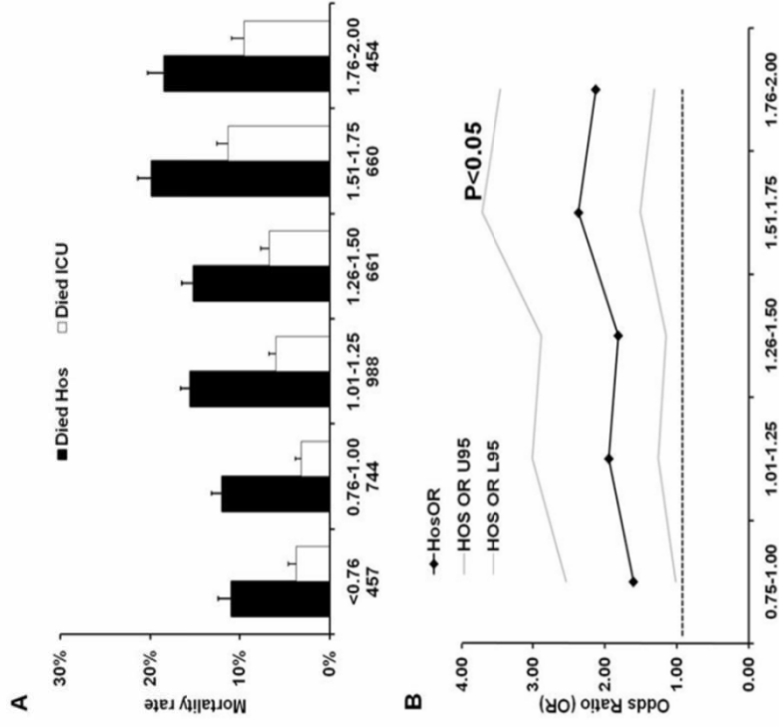 A
■Died Hos □Died ICU
30%
20%
10%
0%
Mortality rate
<0.76 0.76-1.00 1.01-1.25 1.26-1.50 1.51-1.75 1.76-2.00
457 744 988 661 660 454
B
HosOR
HOS OR U95
HOS OR L95
P<0.05
4.00
3.00
2.00
1.00
0.00
Odds Ratio (OR)
0.75-1.00 1.01-1.25 1.26-1.50 1.51.1.75 1.76-2.00